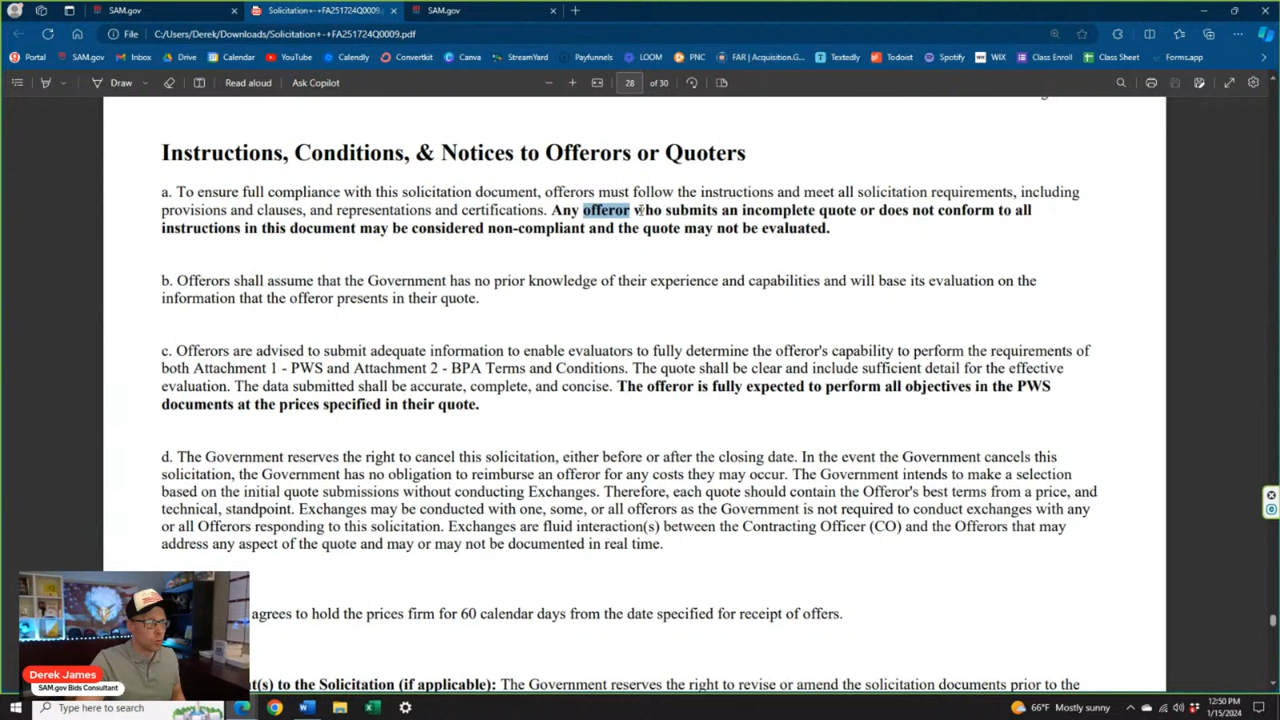 SAM.gov
Solicitation+-+FA251724Q0009.
SAM.gov
File
C:/Users/Derek/Downloads/Solicitation+-+FA251724Q0009.pdf
Portal
SAM.gov
Inbox
Drive
Calendar
YouTube
Calendly
Convertkit
Canva
StreamYard
Payfunnels
LOOM
PNC
FAR | Acquisition.G...
Textedly
Todoist
Spotify
WIX
Class Enroll
Class Sheet
Forms.app
Draw
Read aloud
Ask Copilot
28
of 30
Instructions, Conditions, & Notices to Offerors or Quoters
a. To ensure full compliance with this solicitation document, offerors must follow the instructions and meet all solicitation requirements, including
provisions and clauses, and representations and certifications. Any offeror who submits an incomplete quote or does not conform to all
instructions in this document may be considered non-compliant and the quote may not be evaluated.
b. Offerors shall assume that the Government has no prior knowledge of their experience and capabilities and will base its evaluation on the
information that the offeror presents in their quote.
c. Offerors are advised to submit adequate information to enable evaluators to fully determine the offeror's capability to perform the requirements of
both Attachment 1 - PWS and Attachment 2 - BPA Terms and Conditions. The quote shall be clear and include sufficient detail for the effective
evaluation. The data submitted shall be accurate, complete, and concise. The offeror is fully expected to perform all objectives in the PWS
documents at the prices specified in their quote.
d. The Government reserves the right to cancel this solicitation, either before or after the closing date. In the event the Government cancels this
solicitation, the Government has no obligation to reimburse an offeror for any costs they may occur. The Government intends to make a selection
based on the initial quote submissions without conducting Exchanges. Therefore, each quote should contain the Offeror's best terms from a price, and
technical, standpoint. Exchanges may be conducted with one, some, or all offerors as the Government is not required to conduct exchanges with any
or all Offerors responding to this solicitation. Exchanges are fluid interaction(s) between the Contracting Officer (CO) and the Offerors that may
address any aspect of the quote and may or may not be documented in real time.
agrees to hold the prices firm for 60 calendar days from the date specified for receipt of offers.
Derek James
SAM.gov Bids Consultant
(s) to the Solicitation (if applicable): The Government reserves the right to revise or amend the solicitation documents prior to the
Type here to search
66°F Mostly sunny
12:50 PM
1/15/2024